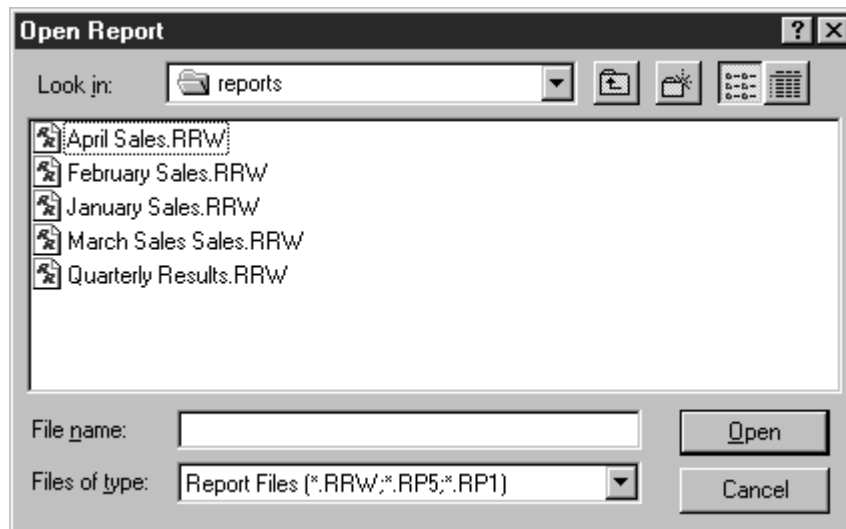 Open Report
Look in: reports
April Sales.RRW
February Sales.RRW
January Sales.RRW
March Sales Sales.RRW
Quarterly Results.RRW
File name: Open
Files of type: Report Files (*.RRW;*.RP5;*.RP1) Cancel